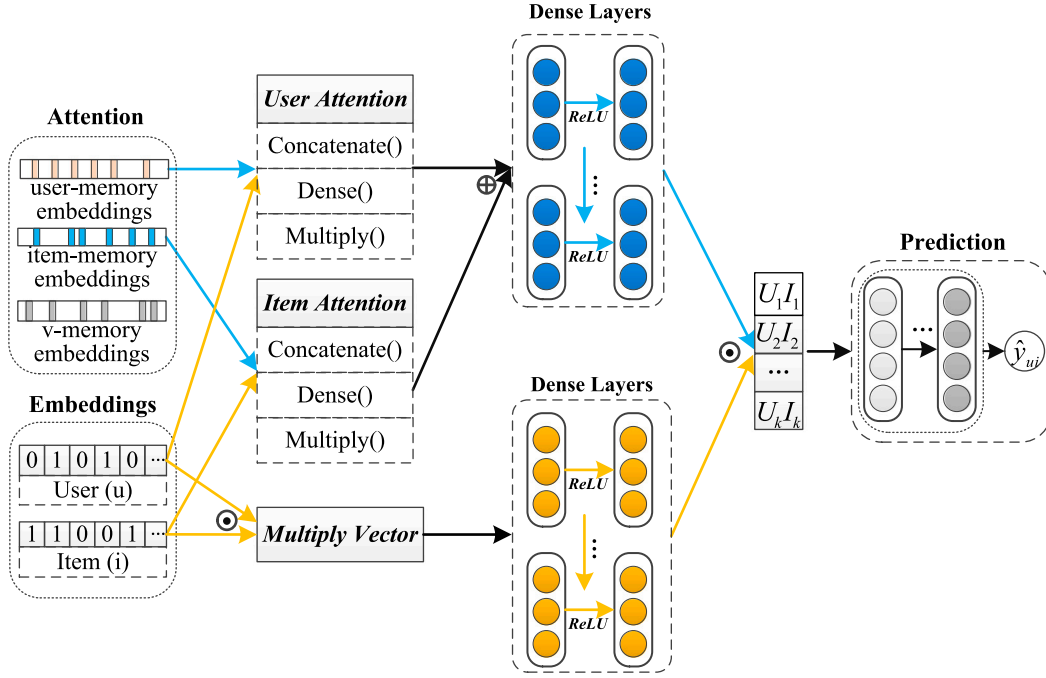 Attention
user-memory
embeddings
item-memory
embeddings
v-memory
embeddings
Embeddings
0 1 0 1 0 ...
User (u)
1 1 0 0 1 ...
Item (i)
User Attention
Concatenate()
Dense()
Multiply()
Item Attention
Concatenate()
Dense()
Multiply()
⊙
Multiply Vector
⊕
Dense Layers
ReLU
...
ReLU
Dense Layers
ReLU
...
ReLU
⊙
U₁I₁
U₂I₂
...
UₖIₖ
Prediction
...
ŷᵤᵢ